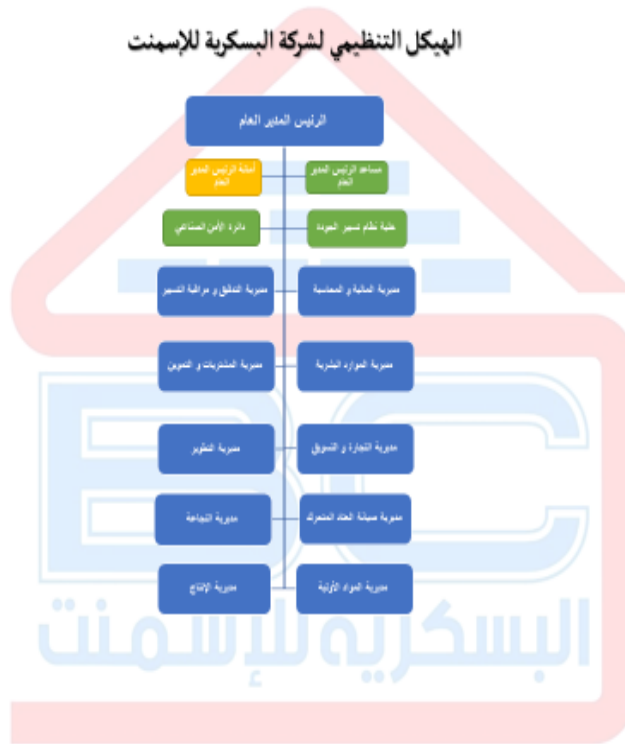 الهيكل التنظيمي لشركة البسكرية للإسمنت
الرئيس المدير العام
مساعد الرئيس المدير
العام
أمانة الرئيس المدير
العام
خلية نظام تسيير الجودة
دائرة الأمن الصناعي
مديرية المالية و المحاسبة
مديرية التدقيق و مراقبة التسيير
مديرية الموارد البشرية
مديرية المشتريات و التموين
مديرية التجارة و التسويق
مديرية التطوير
مديرية صيانة العتاد المتحرك
مديرية النجاعة
مديرية المواد الأولية
مديرية الإنتاج
BC
البسكرية للإسمنت